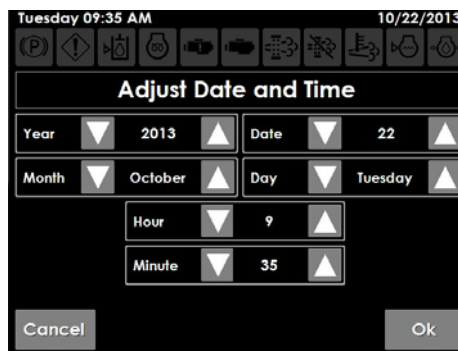 Tuesday 09:35 AM 10/22/2013
Adjust Date and Time
Year 2013 Date 22
Month October Day Tuesday
Hour 9
Minute 35
Cancel Ok